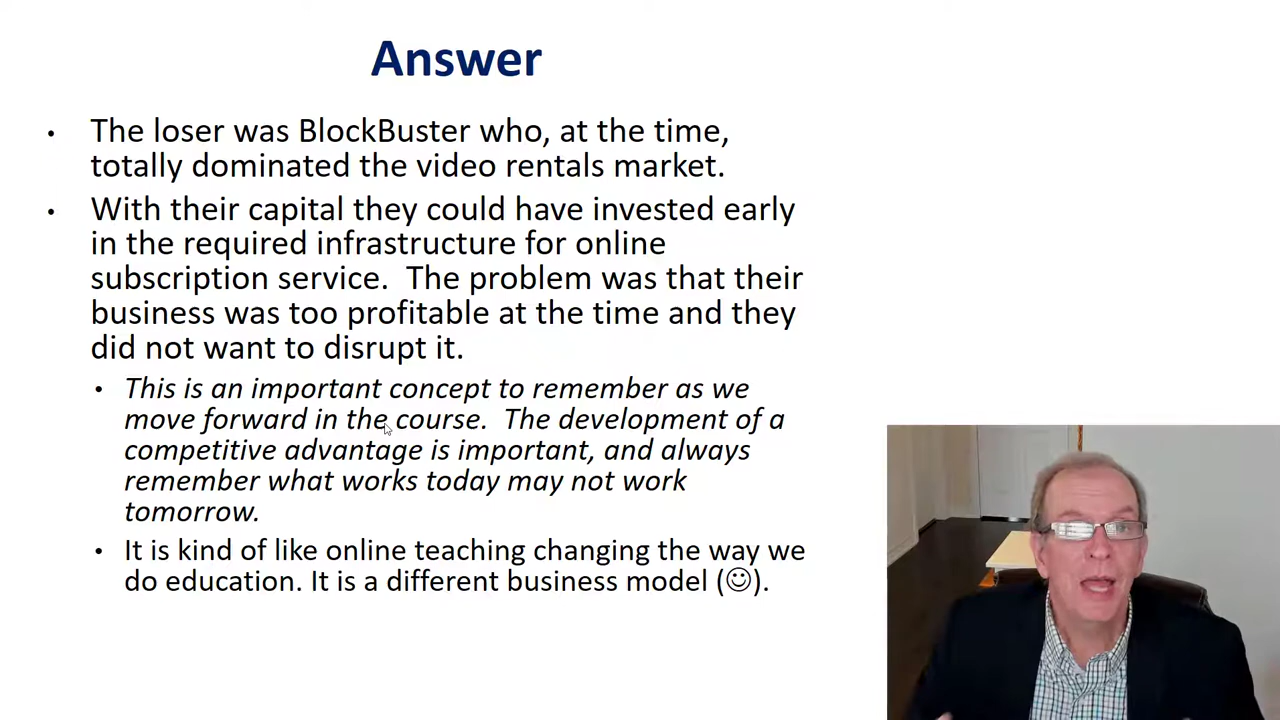 Answer
• The loser was BlockBuster who, at the time,
totally dominated the video rentals market.
• With their capital they could have invested early
in the required infrastructure for online
subscription service.  The problem was that their
business was too profitable at the time and they
did not want to disrupt it.
• This is an important concept to remember as we
move forward in the course.  The development of a
competitive advantage is important, and always
remember what works today may not work
tomorrow.
• It is kind of like online teaching changing the way we
do education. It is a different business model (☺).